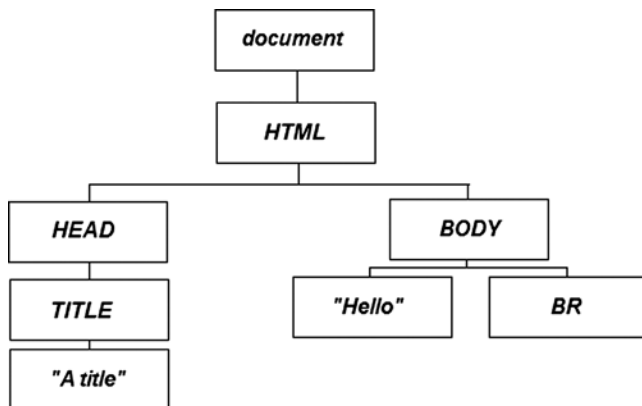 document
HTML
HEAD
BODY
TITLE
"Hello"
BR
"A title"